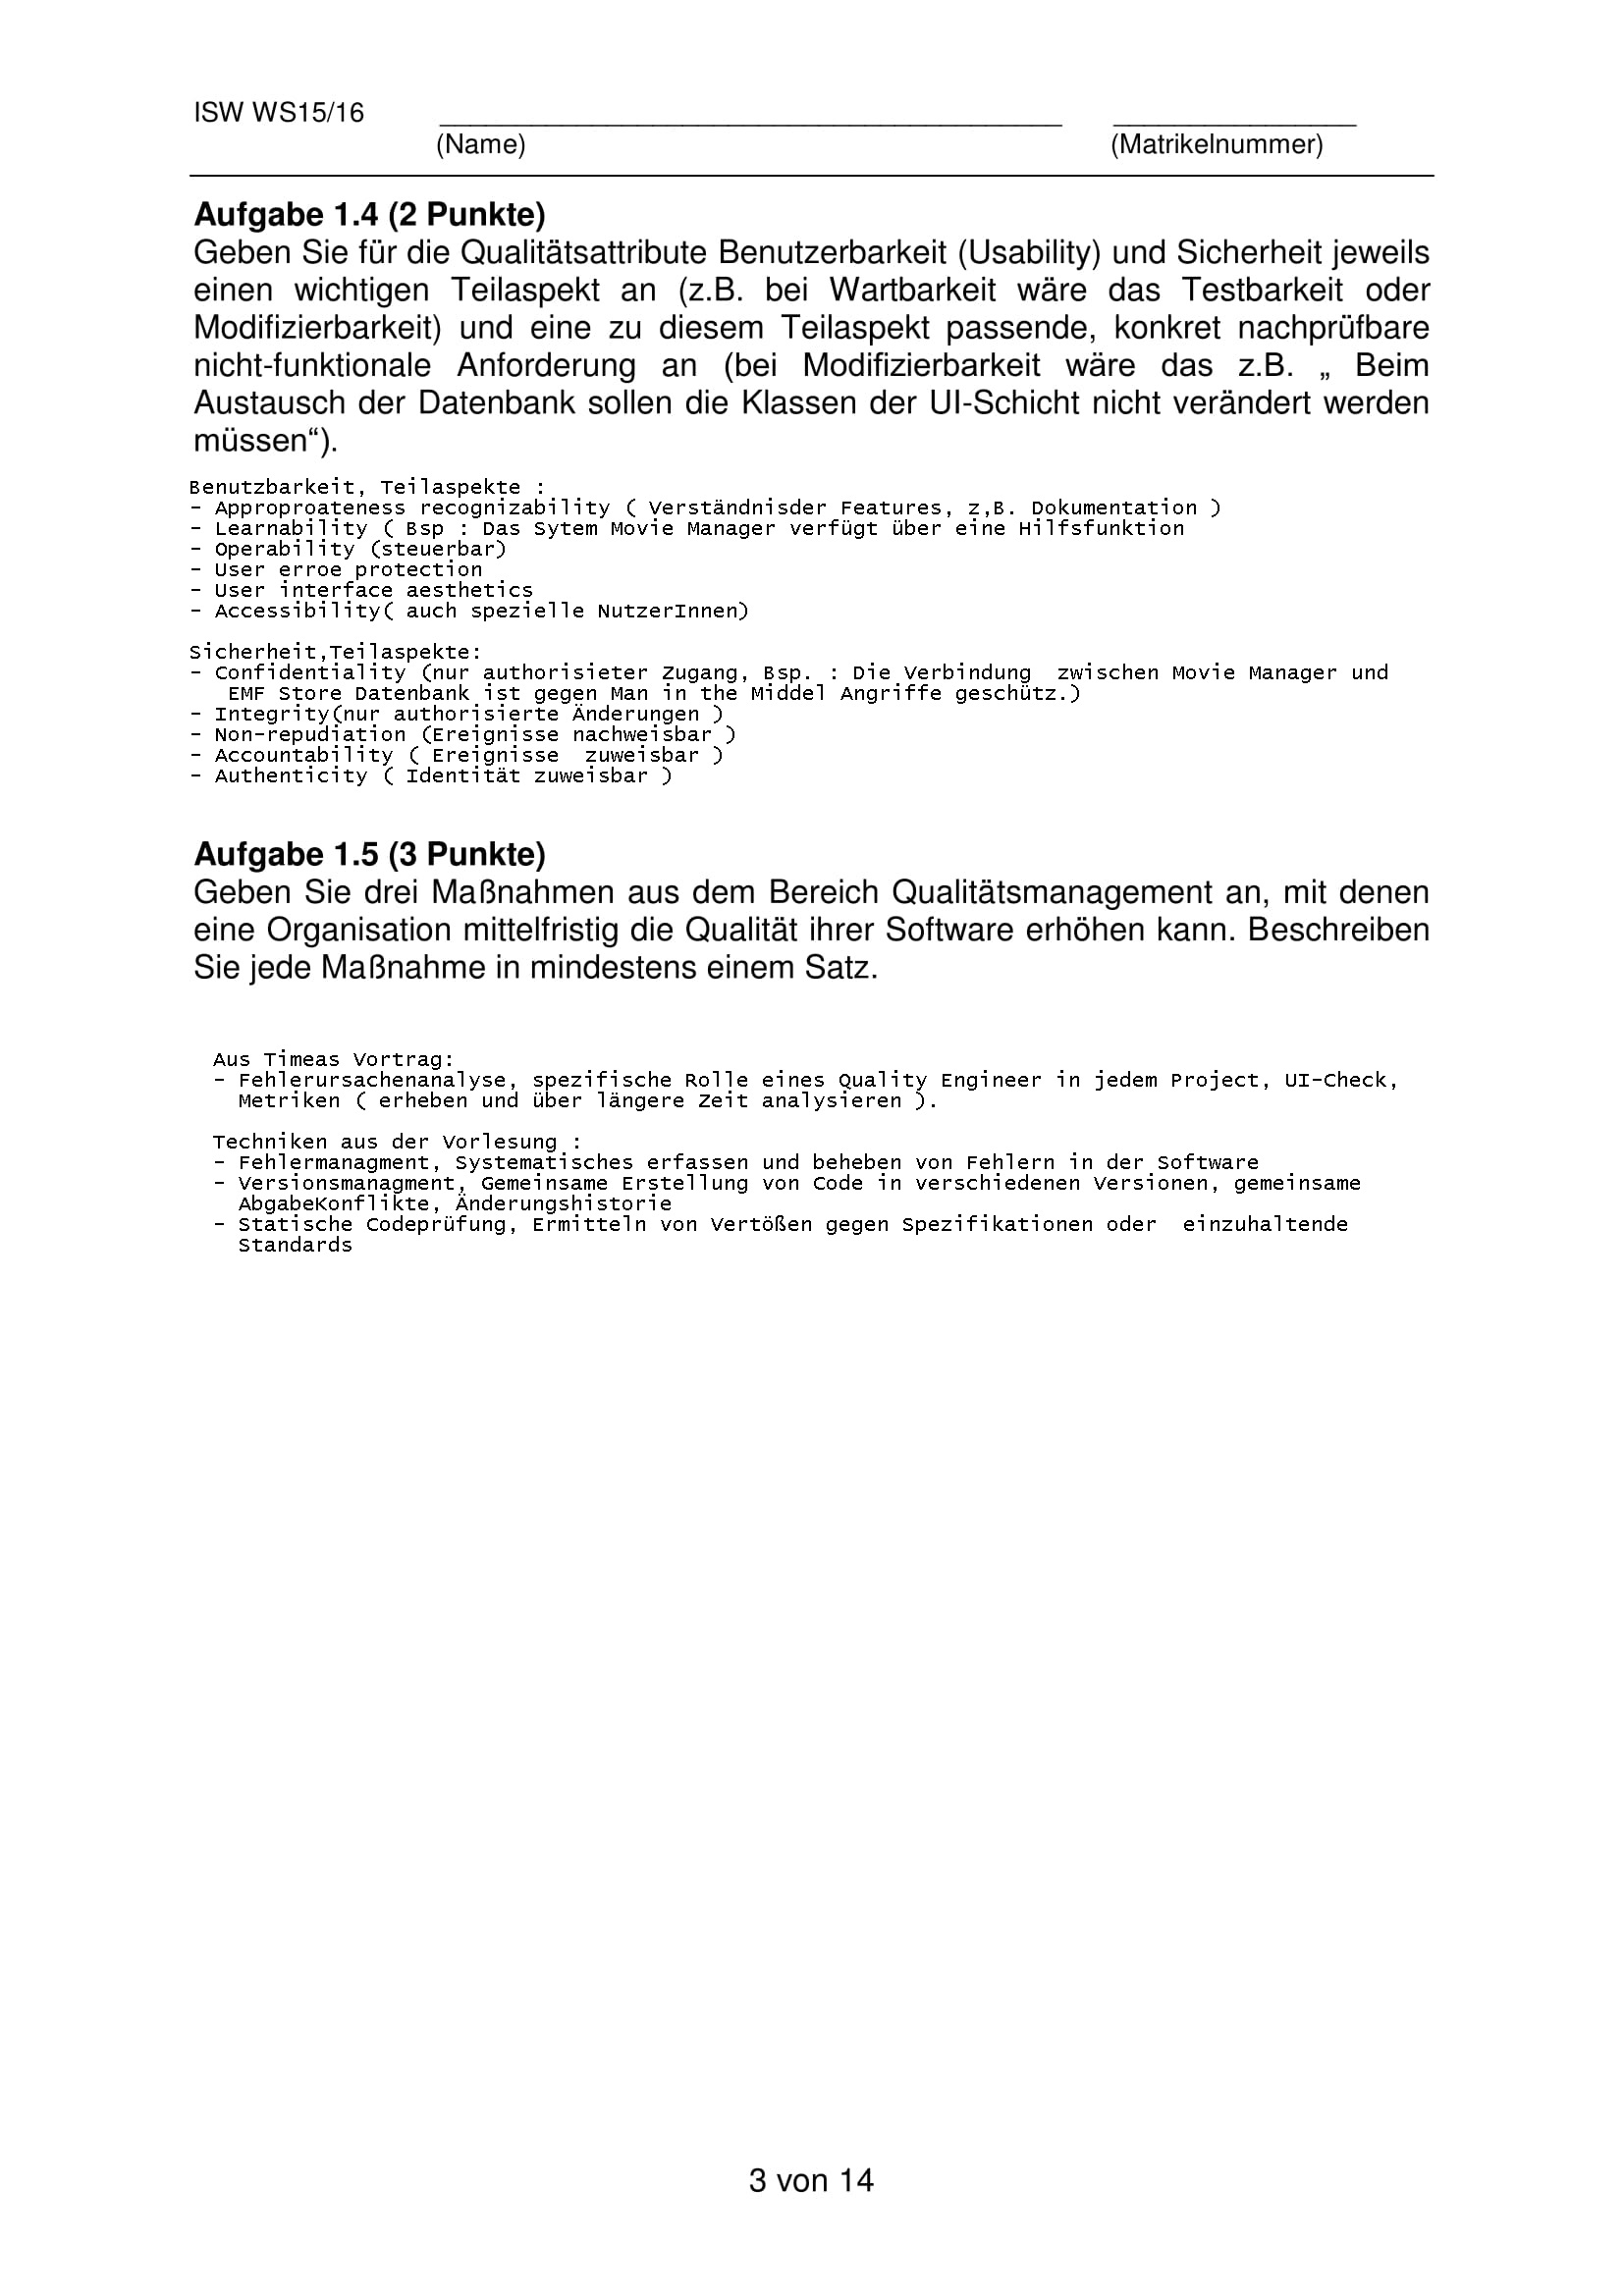 ISW WS15/16
(Name) (Matrikelnummer)
Aufgabe 1.4 (2 Punkte)
Geben Sie für die Qualitätsattribute Benutzerbarkeit (Usability) und Sicherheit jeweils
einen wichtigen Teilaspekt an (z.B. bei Wartbarkeit wäre das Testbarkeit oder
Modifizierbarkeit) und eine zu diesem Teilaspekt passende, konkret nachprüfbare
nicht-funktionale Anforderung an (bei Modifizierbarkeit wäre das z.B. „ Beim
Austausch der Datenbank sollen die Klassen der UI-Schicht nicht verändert werden
müssen“).
Benutzbarkeit, Teilaspekte :
- Approproateness recognizability ( Verständnisder Features, z,B. Dokumentation )
- Learnability ( Bsp : Das Sytem Movie Manager verfügt über eine Hilfsfunktion
- Operability (steuerbar)
- User erroe protection
- User interface aesthetics
- Accessibility( auch spezielle NutzerInnen)
Sicherheit,Teilaspekte:
- Confidentiality (nur authorisieter Zugang, Bsp. : Die Verbindung  zwischen Movie Manager und
EMF Store Datenbank ist gegen Man in the Middel Angriffe geschütz.)
- Integrity(nur authorisierte Änderungen )
- Non-repudiation (Ereignisse nachweisbar )
- Accountability ( Ereignisse  zuweisbar )
- Authenticity ( Identität zuweisbar )
Aufgabe 1.5 (3 Punkte)
Geben Sie drei Maßnahmen aus dem Bereich Qualitätsmanagement an, mit denen
eine Organisation mittelfristig die Qualität ihrer Software erhöhen kann. Beschreiben
Sie jede Maßnahme in mindestens einem Satz.
Aus Timeas Vortrag:
- Fehlerursachenanalyse, spezifische Rolle eines Quality Engineer in jedem Project, UI-Check,
Metriken ( erheben und über längere Zeit analysieren ).
Techniken aus der Vorlesung :
- Fehlermanagment, Systematisches erfassen und beheben von Fehlern in der Software
- Versionsmanagment, Gemeinsame Erstellung von Code in verschiedenen Versionen, gemeinsame
AbgabeKonflikte, Änderungshistorie
- Statische Codeprüfung, Ermitteln von Vertößen gegen Spezifikationen oder  einzuhaltende
Standards
3 von 14